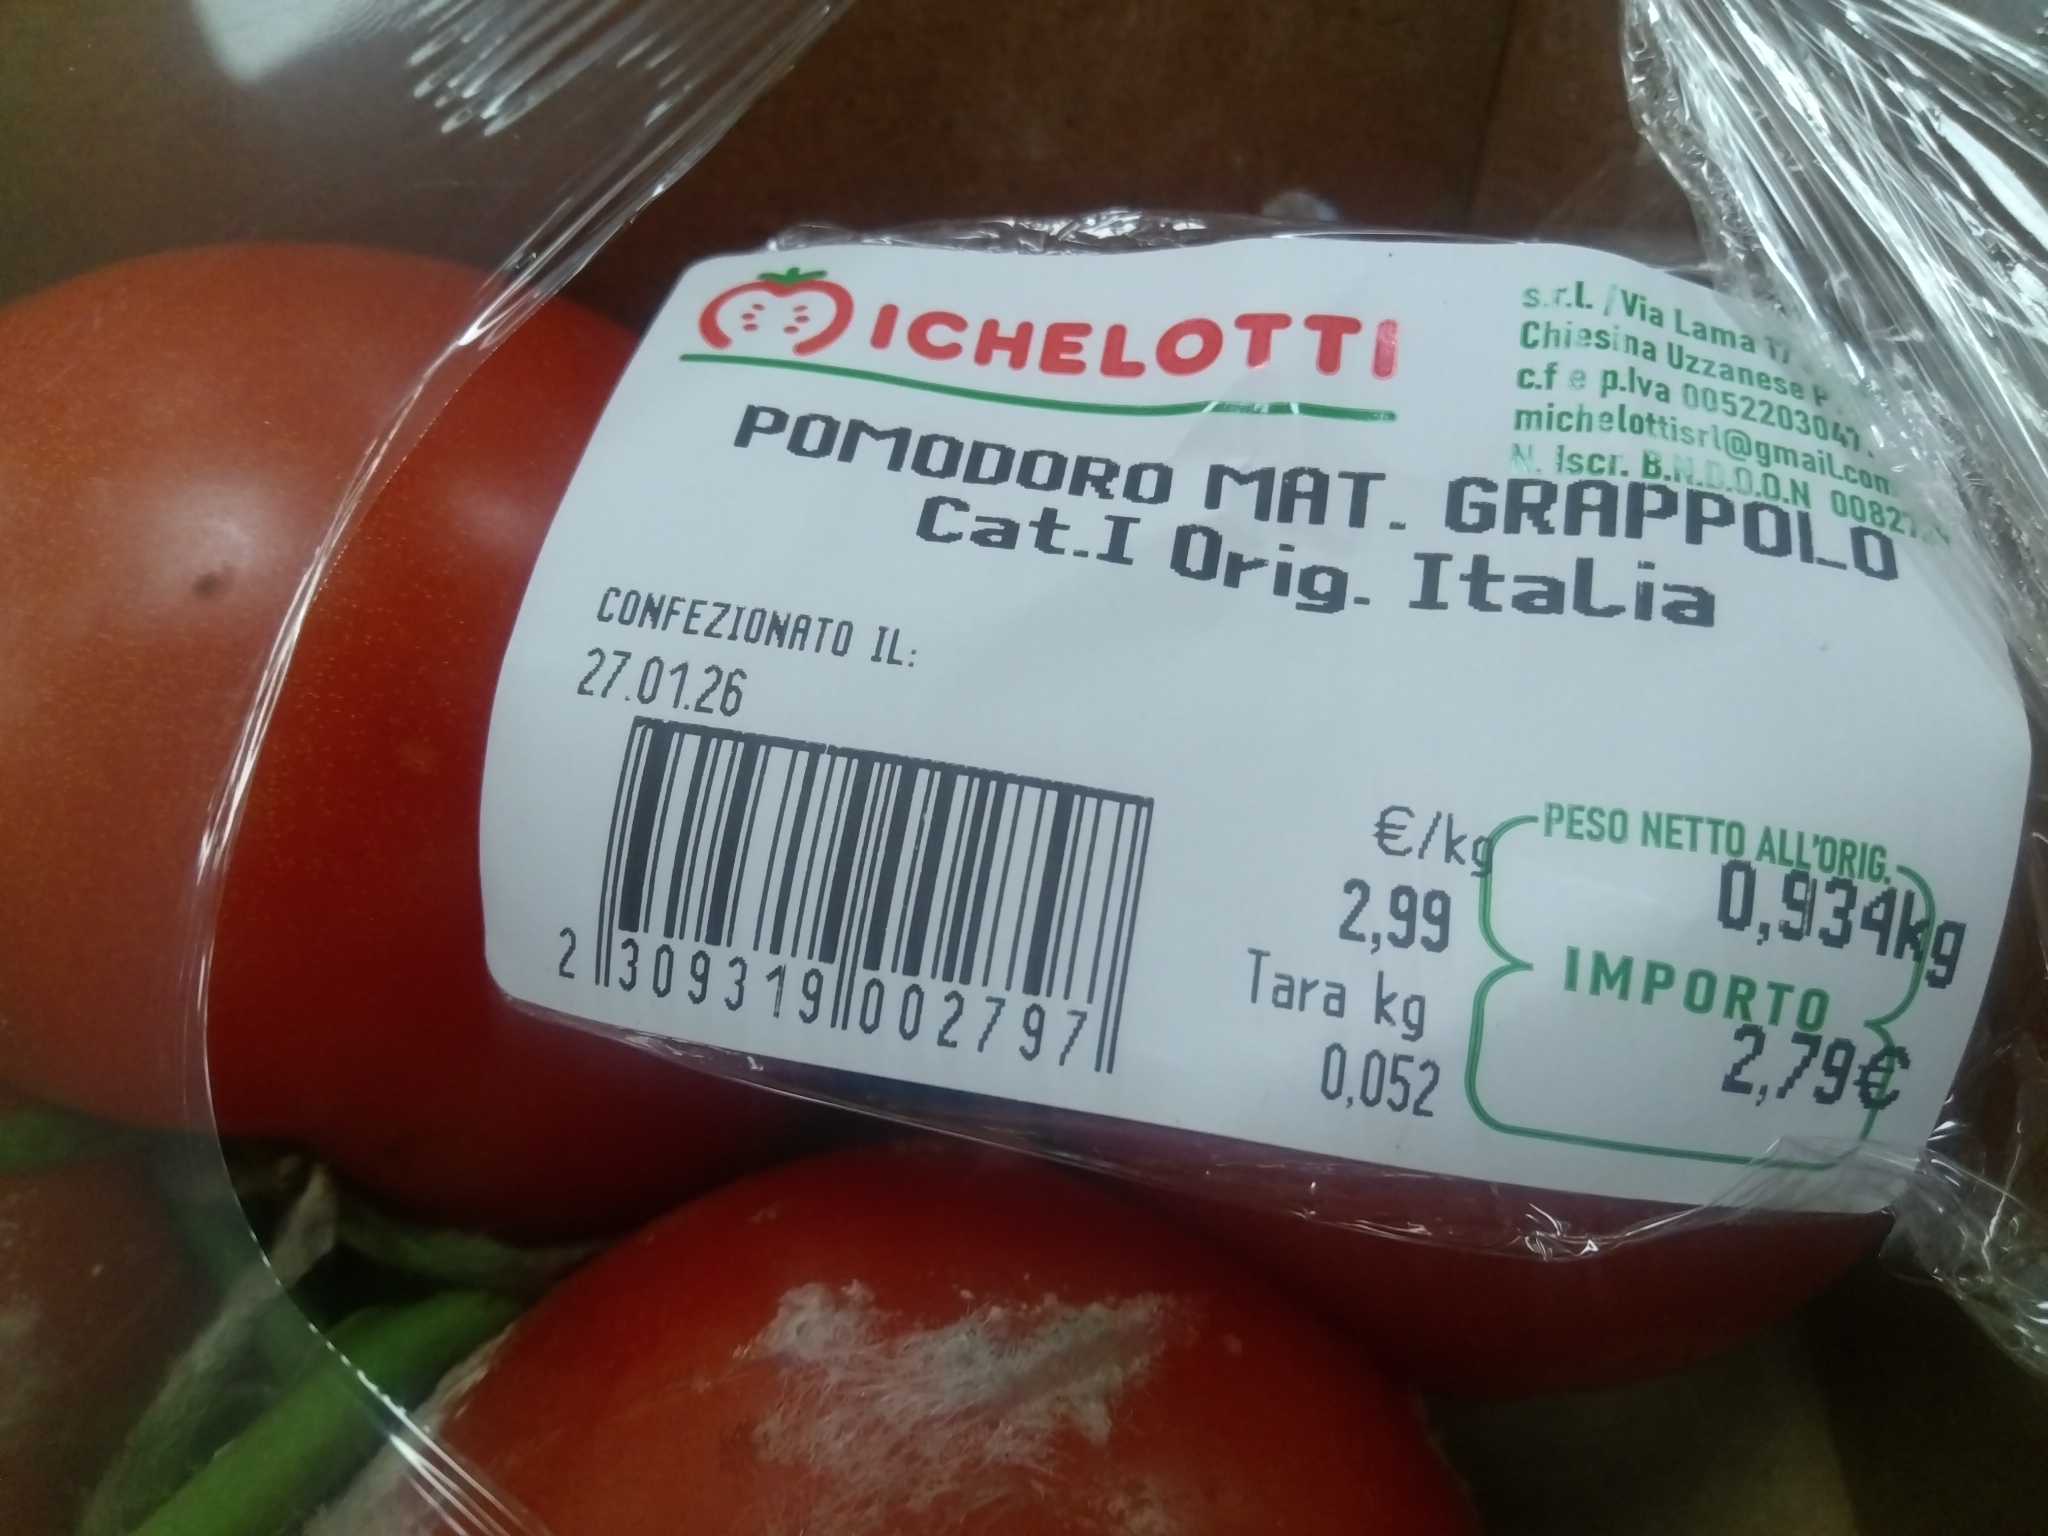 MICHELOTTI
s.r.l. /Via Lama
Chiesina Uzzanese
c.f e p.Iva 00522030471
michelottisrl@gmail.com
N. Iscr. B.N.D.O.O.N
POMODORO MAT. GRAPPOLO
Cat.I Orig. Italia
CONFEZIONATO IL:
27.01.26
2 309319 002797
€/kg
2,99
Tara kg
0,052
PESO NETTO ALL'ORIG.
0,934kg
IMPORTO
2,79€